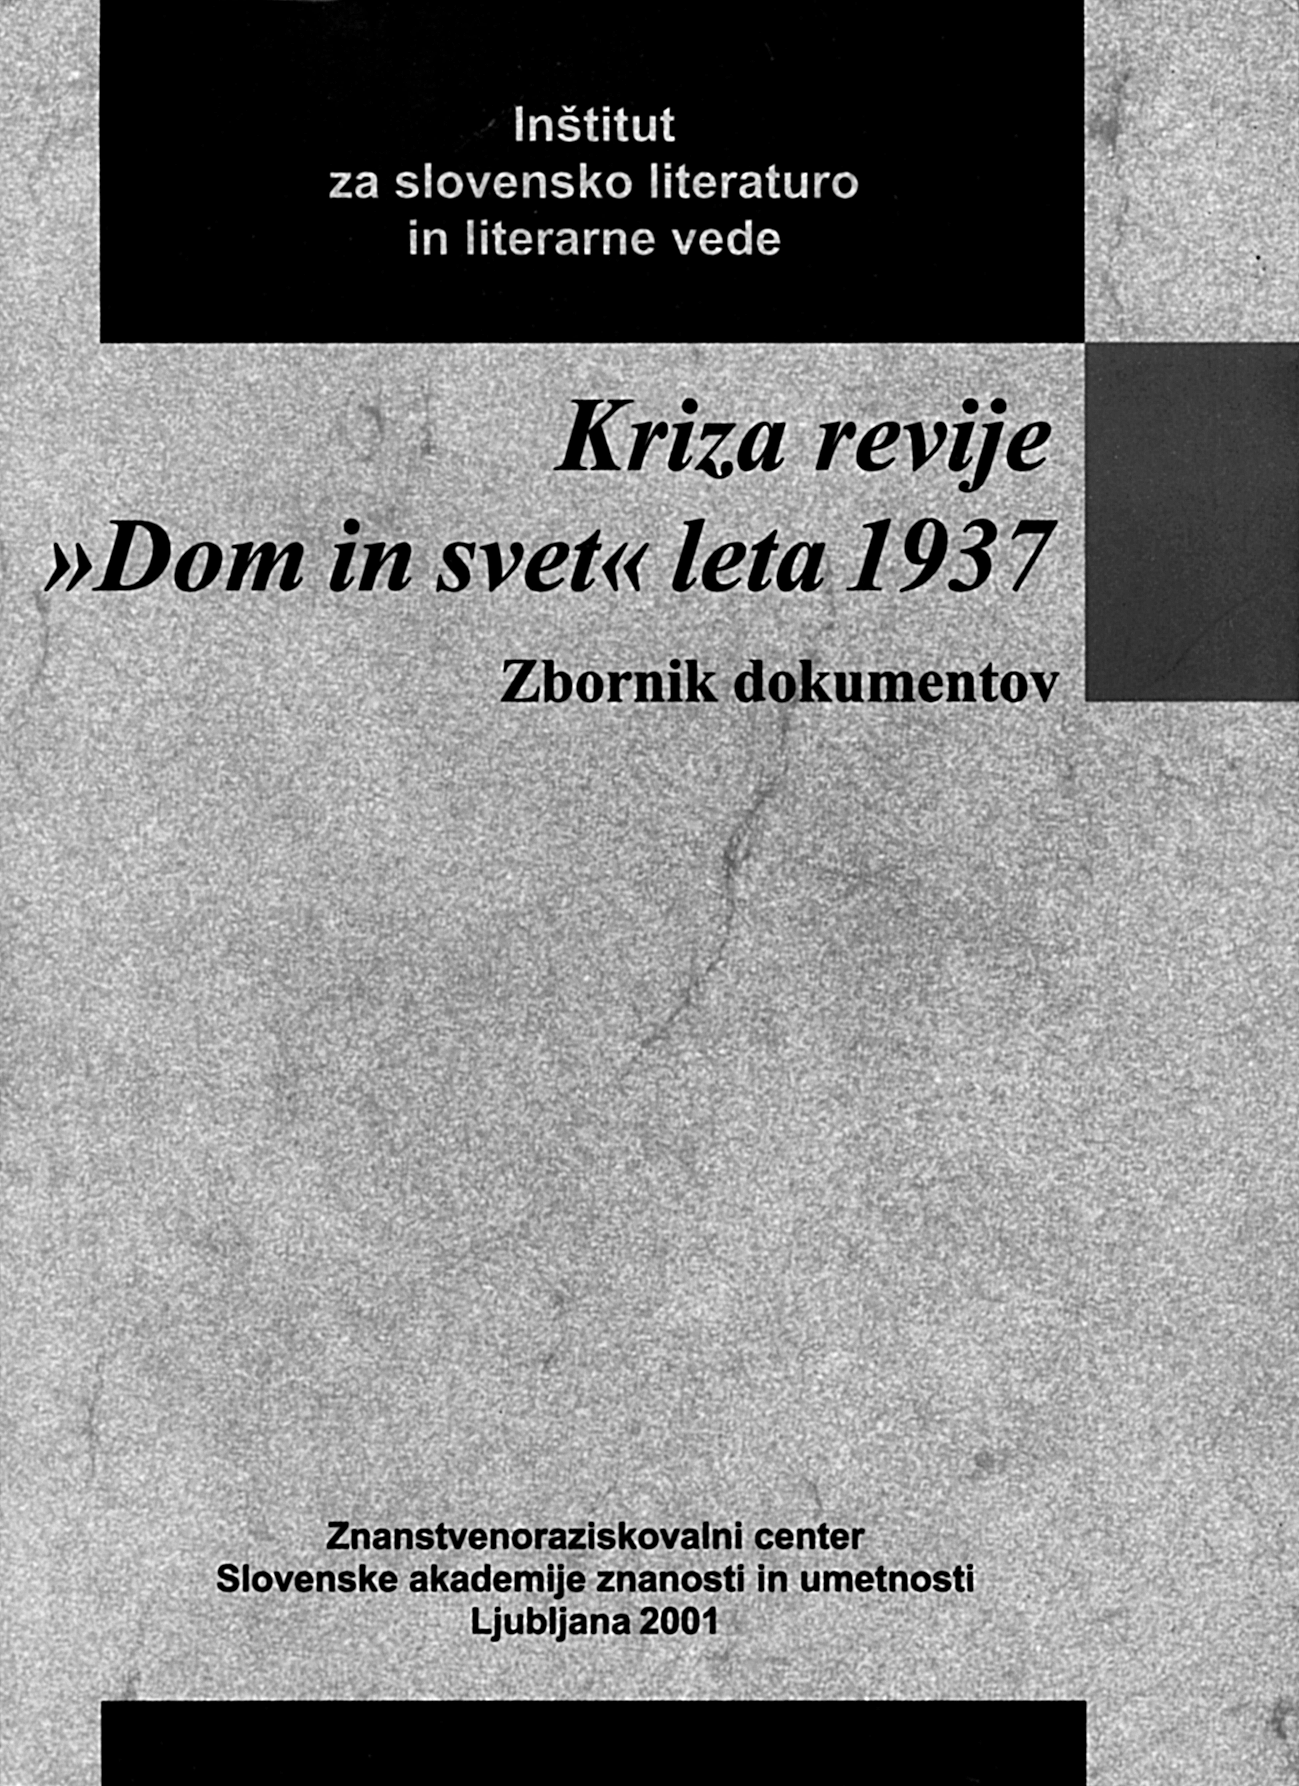 Inštitut
za slovensko literaturo
in literarne vede
Kriza revije
»Dom in svet« leta 1937
Zbornik dokumentov
Znanstvenoraziskovalni center
Slovenske akademije znanosti in umetnosti
Ljubljana 2001